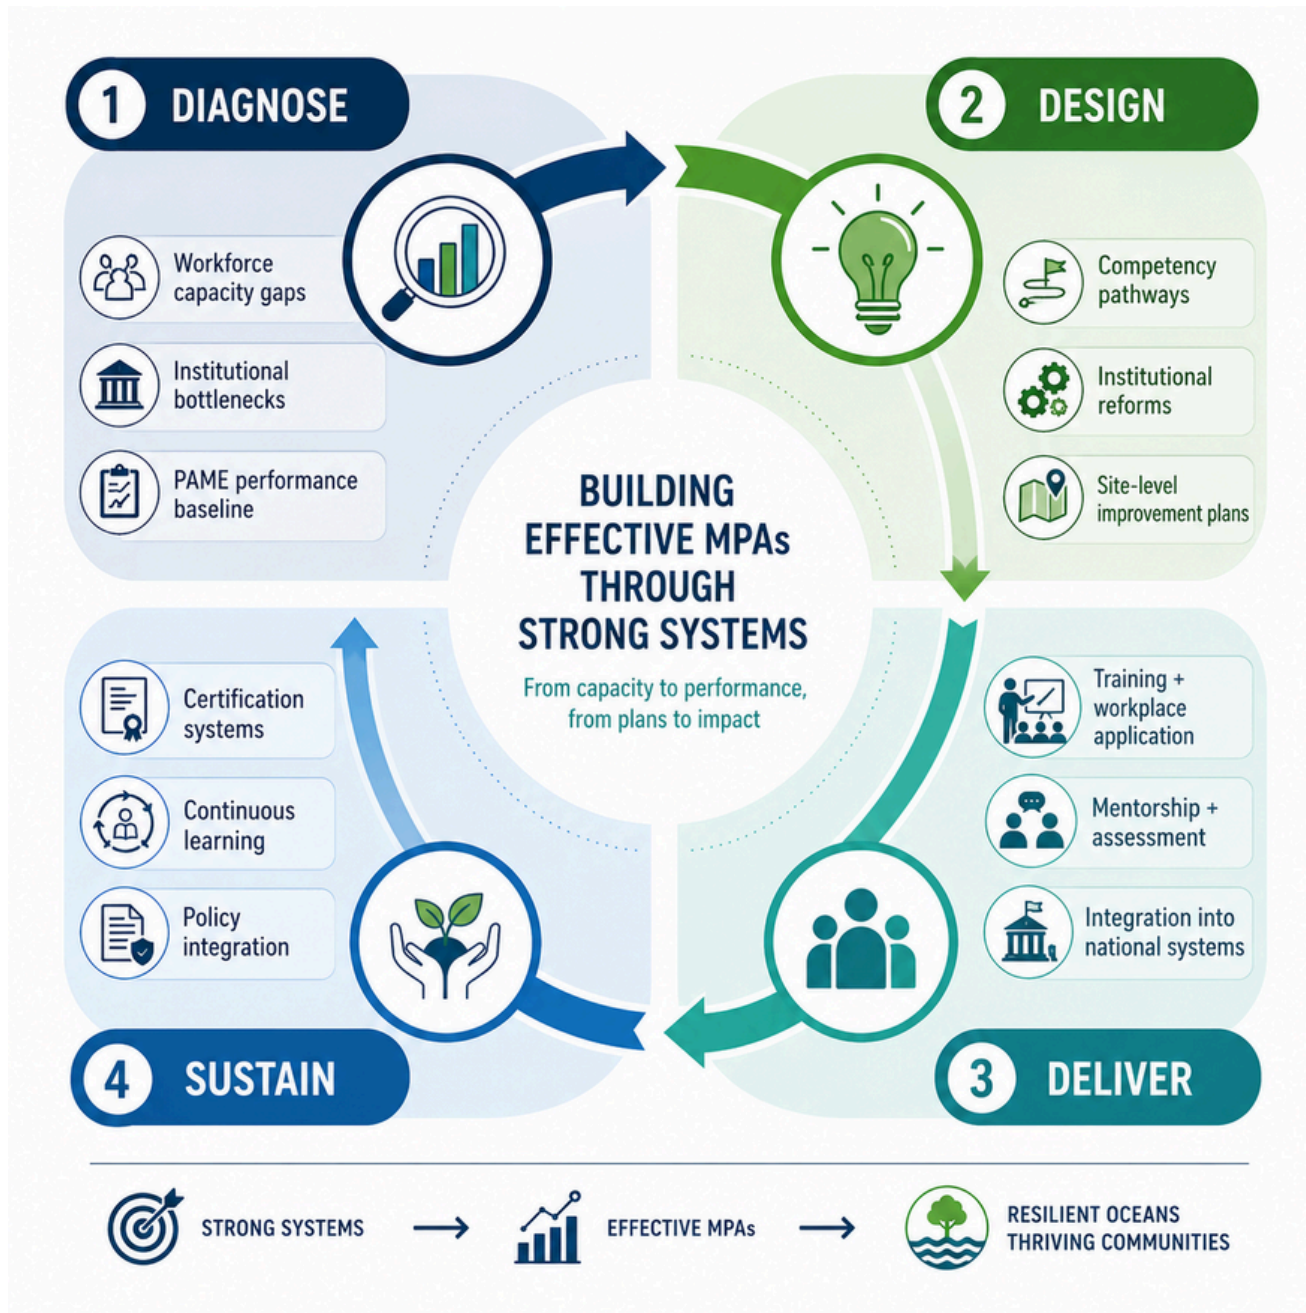 1 DIAGNOSE
Workforce
capacity gaps
Institutional
bottlenecks
PAME performance
baseline
2 DESIGN
Competency
pathways
Institutional
reforms
Site-level
improvement plans
BUILDING
EFFECTIVE MPAs
THROUGH
STRONG SYSTEMS
From capacity to performance,
from plans to impact
Training +
workplace
application
Mentorship +
assessment
Integration into
national systems
3 DELIVER
Certification
systems
Continuous
learning
Policy
integration
4 SUSTAIN
STRONG SYSTEMS
EFFECTIVE MPAs
RESILIENT OCEANS
THRIVING COMMUNITIES